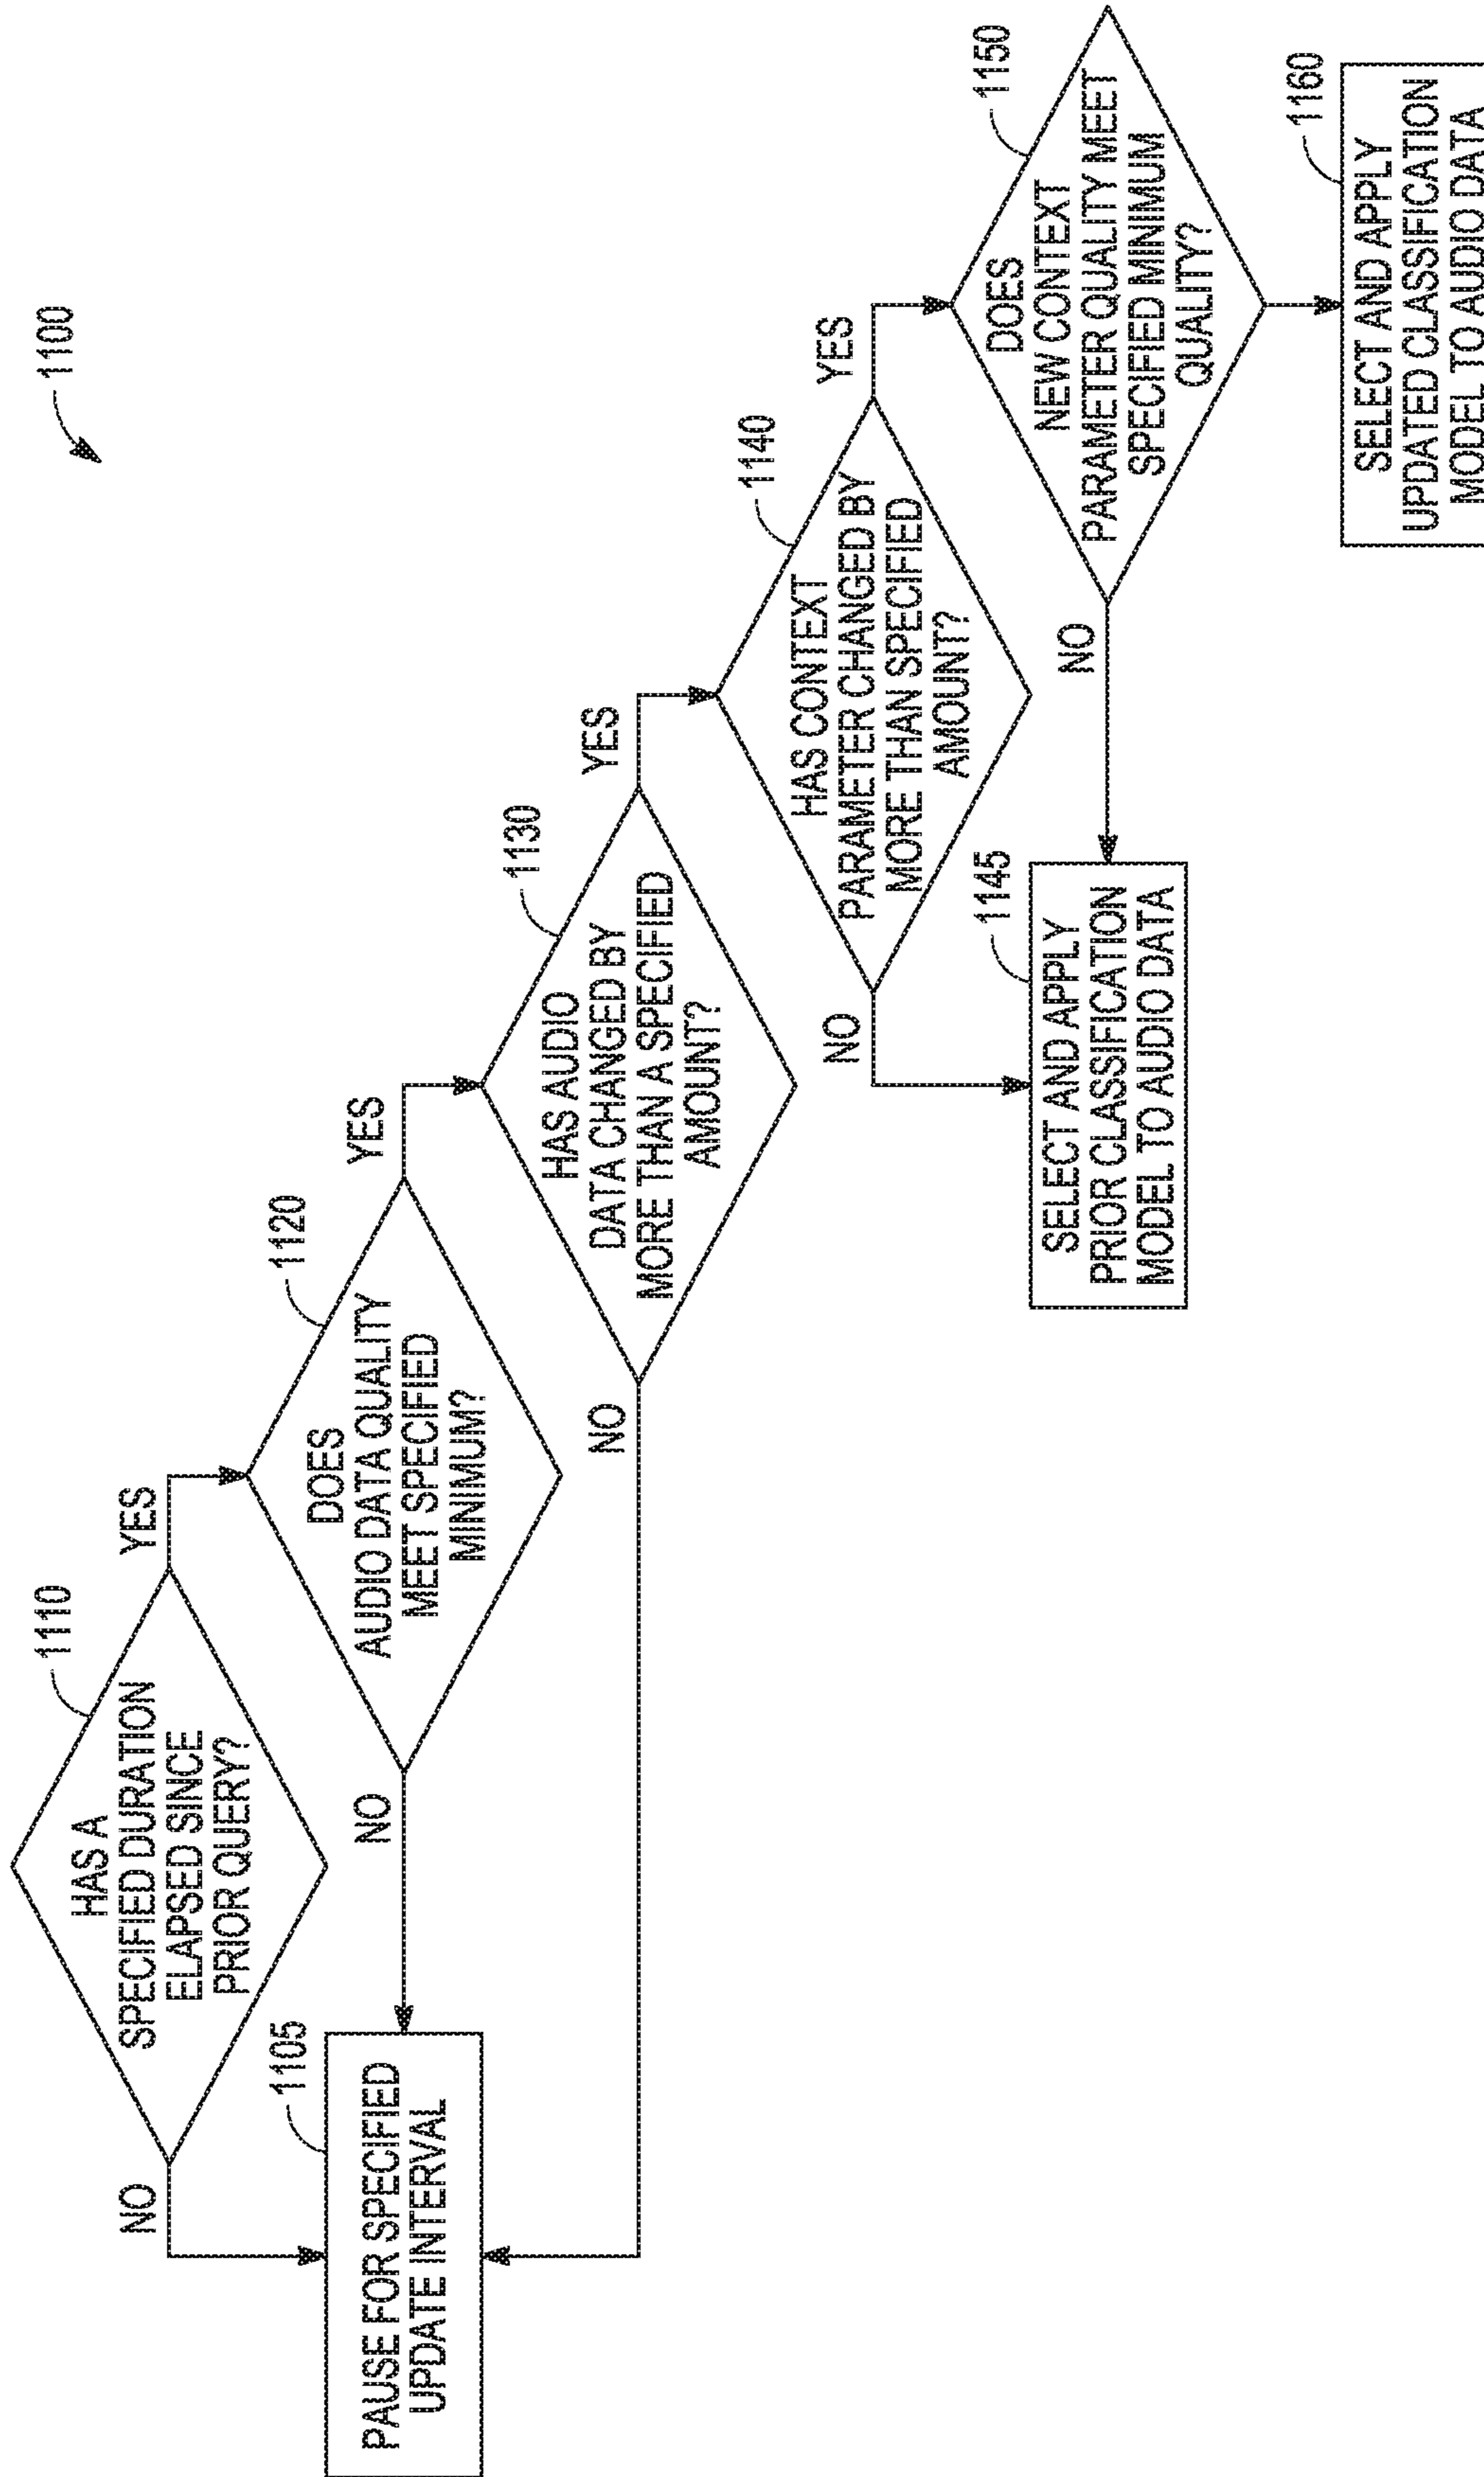 1100
1110
HAS A
SPECIFIED DURATION
ELAPSED SINCE
PRIOR QUERY?
NO
YES
1105
PAUSE FOR SPECIFIED
UPDATE INTERVAL
1120
DOES
AUDIO DATA QUALITY
MEET SPECIFIED
MINIMUM?
NO
YES
1130
HAS AUDIO
DATA CHANGED BY
MORE THAN A SPECIFIED
AMOUNT?
NO
YES
1140
HAS CONTEXT
PARAMETER CHANGED BY
MORE THAN SPECIFIED
AMOUNT?
NO
YES
1145
SELECT AND APPLY
PRIOR CLASSIFICATION
MODEL TO AUDIO DATA
1150
DOES
NEW CONTEXT
PARAMETER QUALITY MEET
SPECIFIED MINIMUM
QUALITY?
NO
1160
SELECT AND APPLY
UPDATED CLASSIFICATION
MODEL TO AUDIO DATA